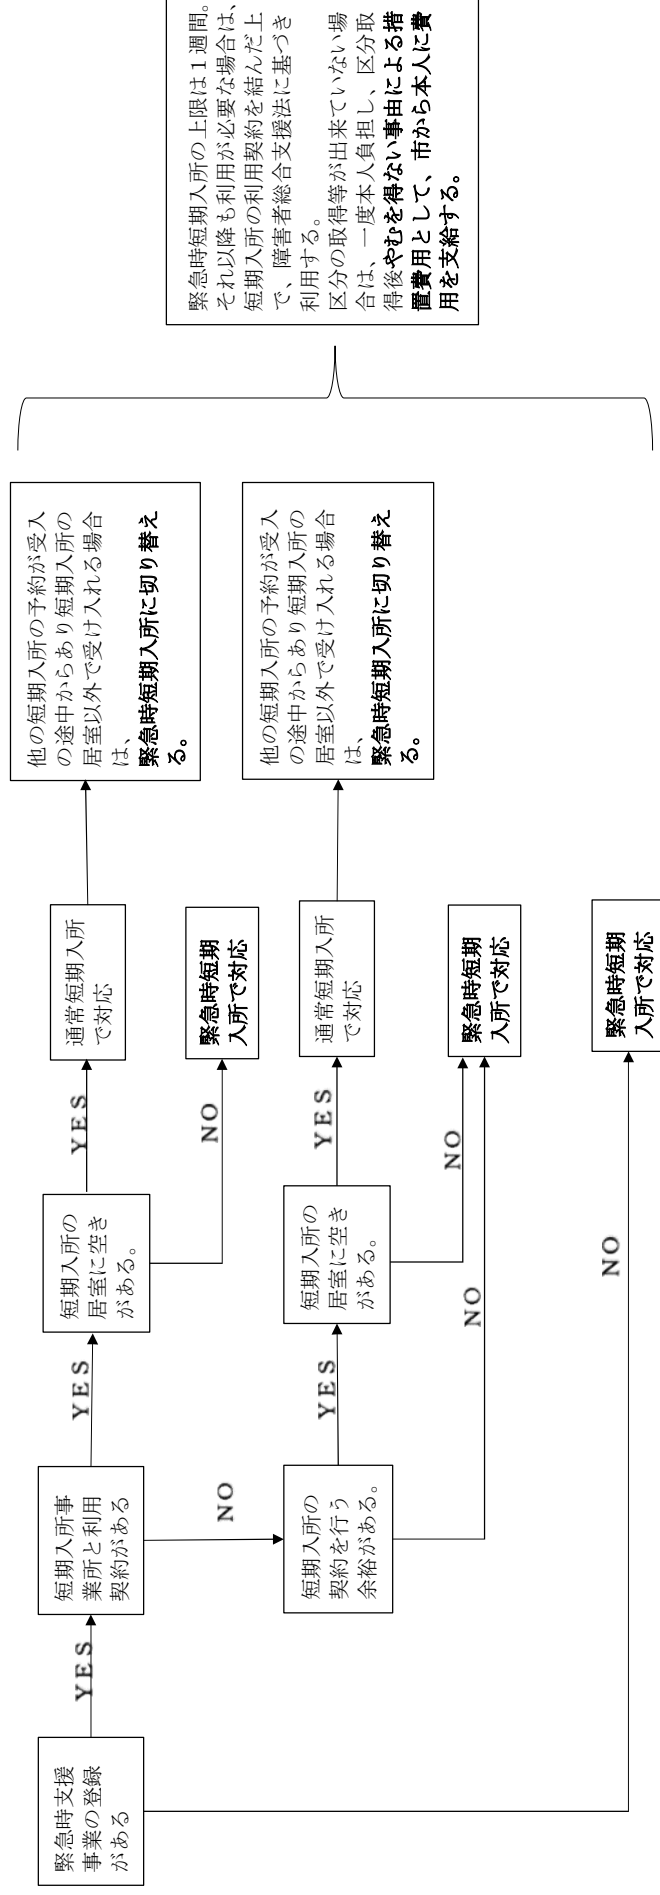 緊急時支援
事業の登録
がある
YES
NO
短期入所事
業所と利用
契約がある
YES
NO
短期入所の
居室に空き
がある。
YES
NO
通常短期入所
で対応
他の短期入所の予約が受入
の途中からあり短期入所の
居室以外で受け入れる場合
は、
緊急時短期入所に切り替え
る。
緊急時短期
入所で対応
短期入所の
契約を行う
余裕がある。
YES
NO
短期入所の
居室に空き
がある。
YES
NO
通常短期入所
で対応
他の短期入所の予約が受入
の途中からあり短期入所の
居室以外で受け入れる場合
は、
緊急時短期入所に切り替え
る。
緊急時短期
入所で対応
緊急時短期
入所で対応
緊急時短期入所の上限は１週間。
それ以降も利用が必要な場合は、
短期入所の利用契約を結んだ上
で、障害者総合支援法に基づき
利用する。
区分の取得等が出来ていない場
合は、一度本人負担し、区分取
得後やむを得ない事由による措
置費用として、市から本人に費
用を支給する。